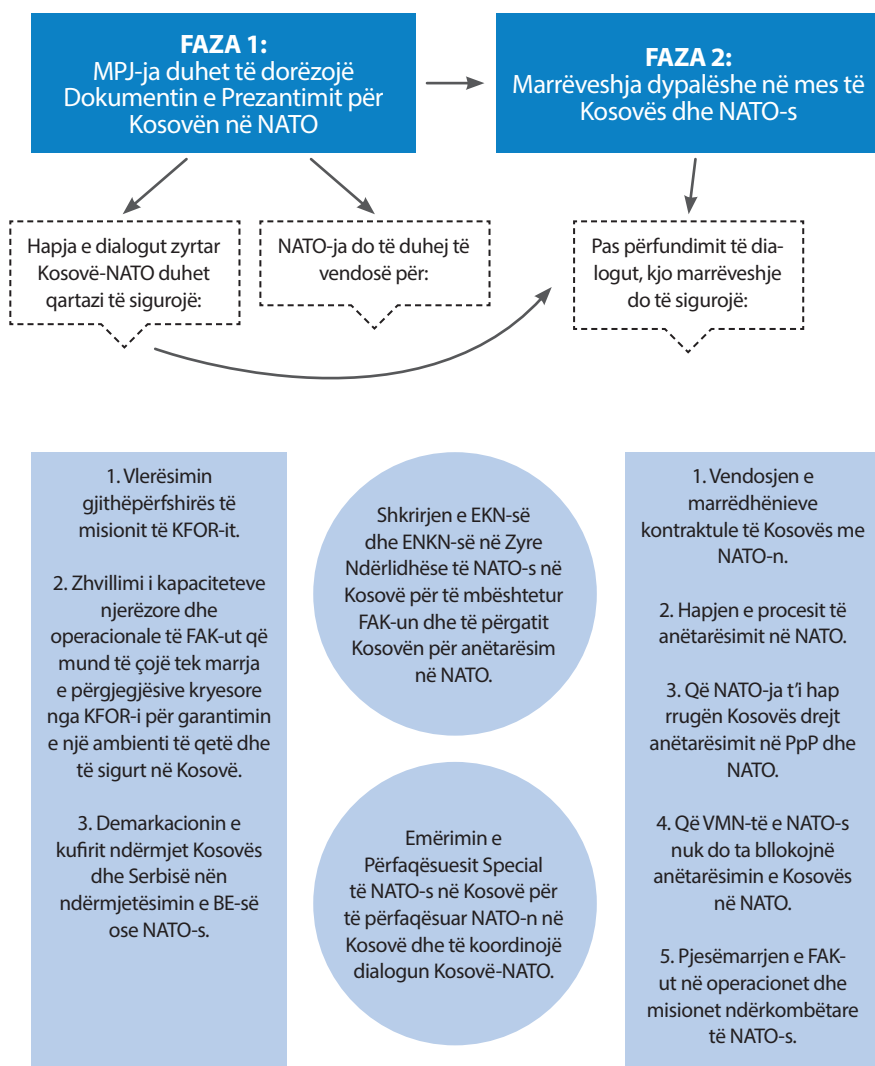 FAZA 1:
MPJ-ja duhet të dorëzojë
Dokumentin e Prezantimit për
Kosovën në NATO
FAZA 2:
Marrëveshja dypalëshe në mes të
Kosovës dhe NATO-s
Hapja e dialogut zyrtar
Kosovë-NATO duhet
qartazi të sigurojë:
NATO-ja do të duhej të
vendosë për:
Pas përfundimit të dia-
logut, kjo marrëveshje
do të sigurojë:
1. Vlerësimin
gjithëpërfshirës të
misionit të KFOR-it.
2. Zhvillimi i kapaciteteve
njerëzore dhe
operacionale të FAK-ut që
mund të çojë tek marrja
e përgjegjësive kryesore
nga KFOR-i për garantimin
e një ambienti të qetë dhe
të sigurt në Kosovë.
3. Demarkacionin e
kufirit ndërmjet Kosovës
dhe Serbisë nën
ndërmjetësimin e BE-së
ose NATO-s.
Shkrirjen e EKN-së
dhe ENKN-së në Zyre
Ndërlidhëse të NATO-s në
Kosovë për të mbështetur
FAK-un dhe të përgatit
Kosovën për anëtarësim
në NATO.
Emërimin e
Përfaqësuesit Special
të NATO-s në Kosovë për
të përfaqësuar NATO-n në
Kosovë dhe të koordinojë
dialogun Kosovë-NATO.
1. Vendosjen e
marrëdhënieve
kontraktule të Kosovës me
NATO-n.
2. Hapjen e procesit të
anëtarësimit në NATO.
3. Që NATO-ja t'i hap
rrugën Kosovës drejt
anëtarësimit në PpP dhe
NATO.
4. Që VMN-të e NATO-s
nuk do ta bllokojnë
anëtarësimin e Kosovës
në NATO.
5. Pjesëmarrjen e FAK-
ut në operacionet dhe
misionet ndërkombëtare
të NATO-s.